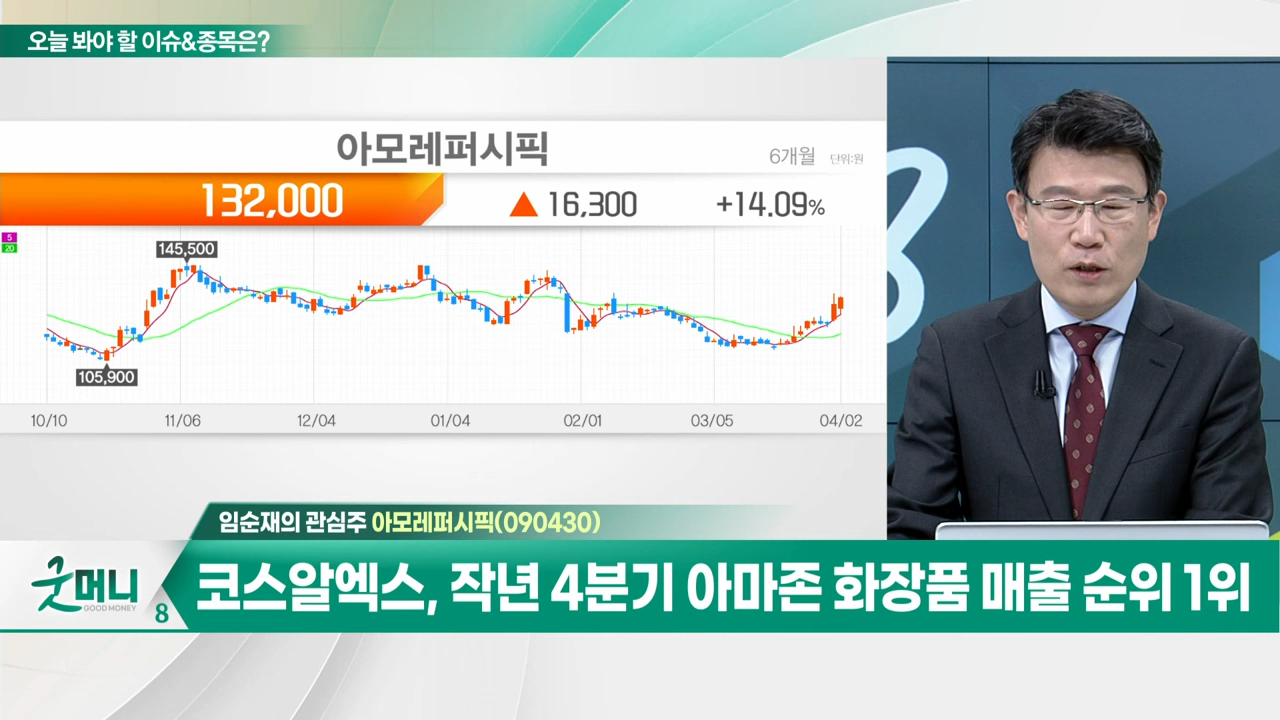 오늘 봐야 할 이슈&종목은?
아모레퍼시픽
6개월 단위:원
132,000 ▲ 16,300 +14.09%
5
20
145,500
105,900
10/10 11/06 12/04 01/04 02/01 03/05 04/02
임순재의 관심주 아모레퍼시픽(090430)
굿머니
GOOD MONEY
8
코스알엑스, 작년 4분기 아마존 화장품 매출 순위 1위